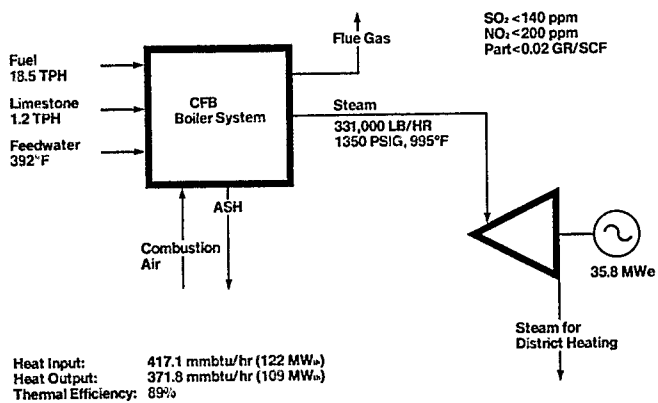 SO₂<140 ppm
NO₂<200 ppm
Part<0.02 GR/SCF
Flue Gas
Fuel
18.5 TPH
Limestone
1.2 TPH
Feedwater
392°F
CFB
Boiler System
Steam
331,000 LB/HR
1350 PSIG, 995°F
ASH
Combustion
Air
35.8 MWe
Steam for
District Heating
Heat Input: 417.1 mmbtu/hr (122 MWₜₕ)
Heat Output: 371.8 mmbtu/hr (109 MWₜₕ)
Thermal Efficiency: 89%